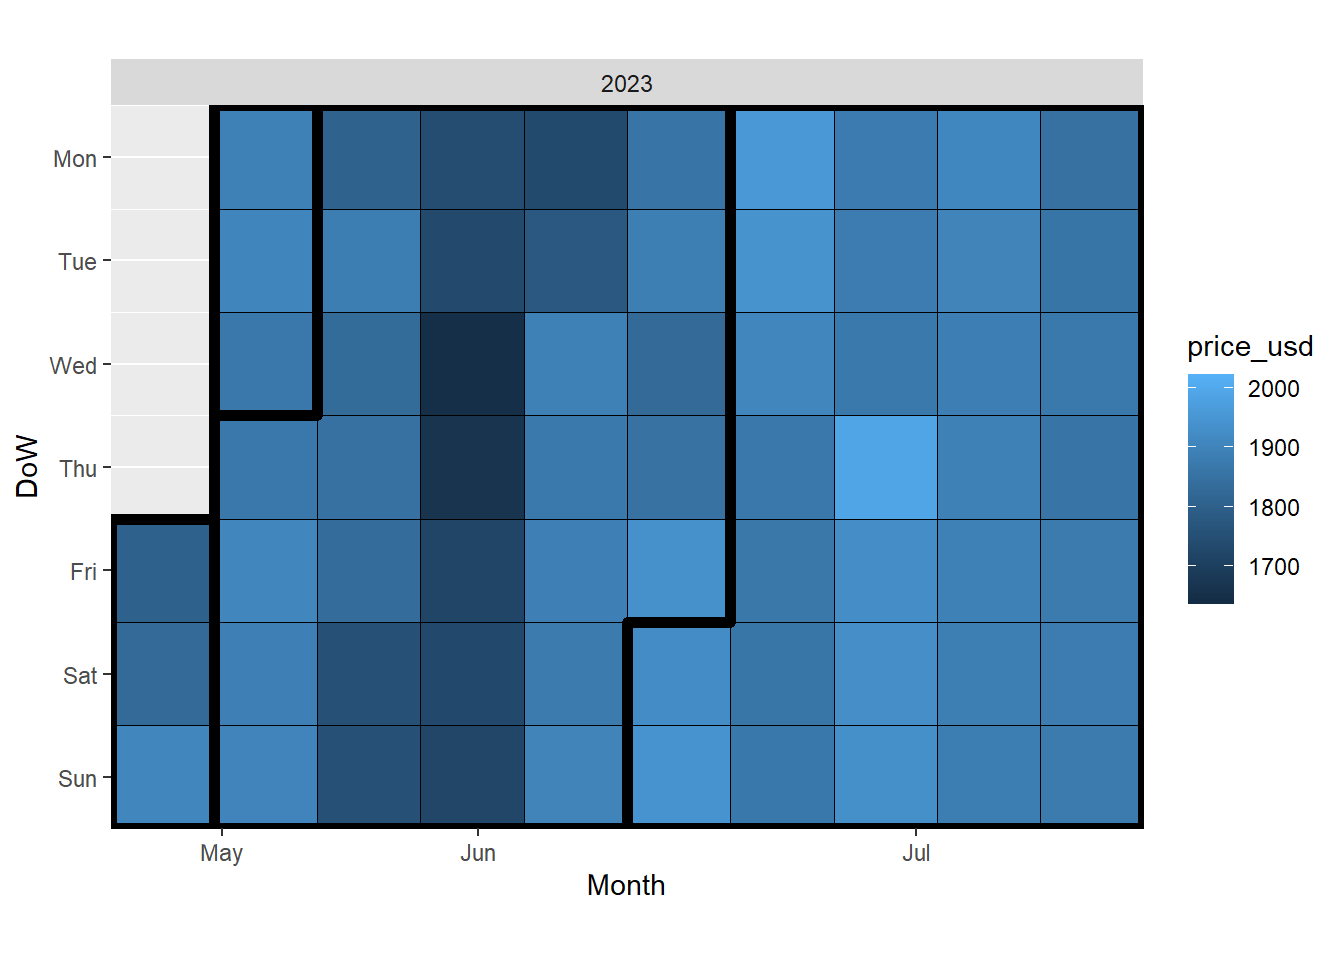 2023
Mon
Tue
Wed
Thu
Fri
Sat
Sun
DoW
May
Jun
Jul
Month
price_usd
2000
1900
1800
1700